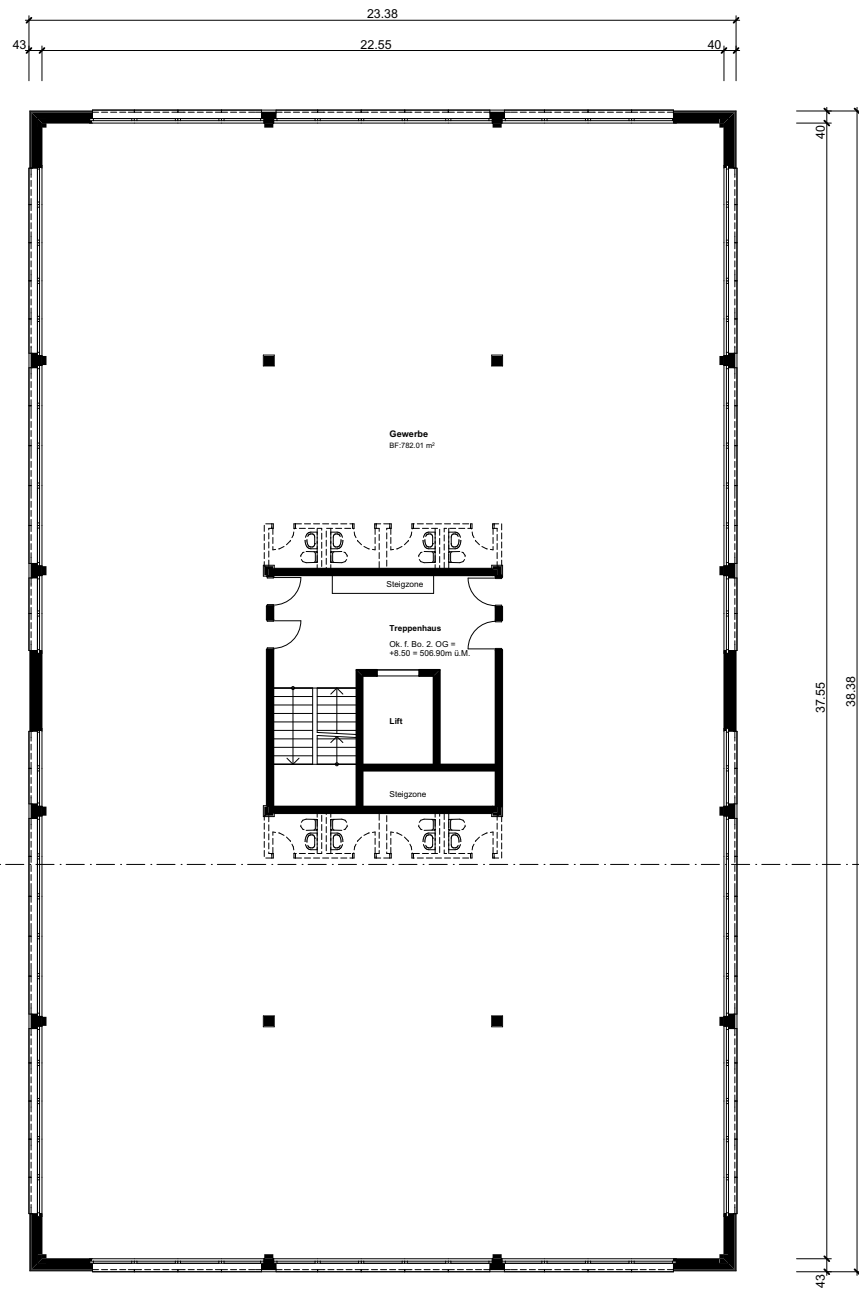 23.38
43
22.55
40
40
Gewerbe
BF:782.01 m²
Steigzone
Treppenhaus
Ok. f. Bo. 2. OG =
+8.50 = 506.90m ü.M.
37.55
38.38
Lift
Steigzone
43